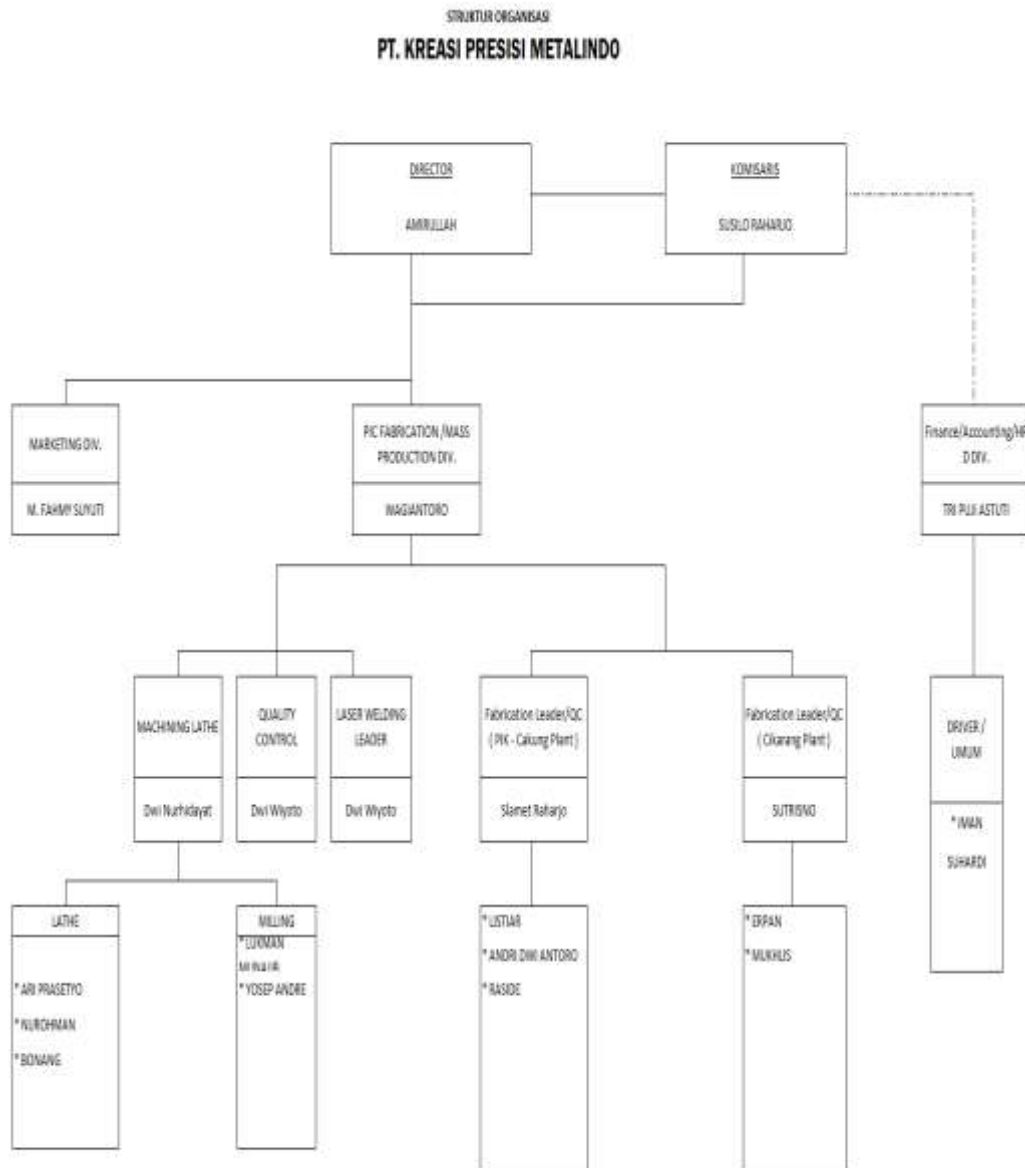 STRUKTUR ORGANISASI
PT. KREASI PRESISI METALINDO
DIRECTOR
AMIRULLAH
KOMISARIS
SUSILO RAHARJO
MARKETING DIV.
M. FAHMY SUYUTI
PIC FABRICATION /MASS
PRODUCTION DIV.
WAGIANTORO
Finance/Accounting/HR
D DIV.
TRI PUJI ASTUTI
MACHINING LATHE
Dwi Nurhidayat
QUALITY
CONTROL
Dwi Wiyoto
LASER WELDING
LEADER
Dwi Wiyoto
Fabrication Leader/QC
( PIK - Cakung Plant )
Slamet Raharjo
Fabrication Leader/QC
( Cikarang Plant )
SUTRISNO
DRIVER /
UMUM
* IMAN
SUHARDI
LATHE
* ARI PRASETYO
* NUROHMAN
* BONANG
MILLING
* LUKMAN
* YOSEP ANDRE
* LISTIAR
* ANDRI DWI ANTORO
* RASIDE
* ERPAN
* MUKHLIS